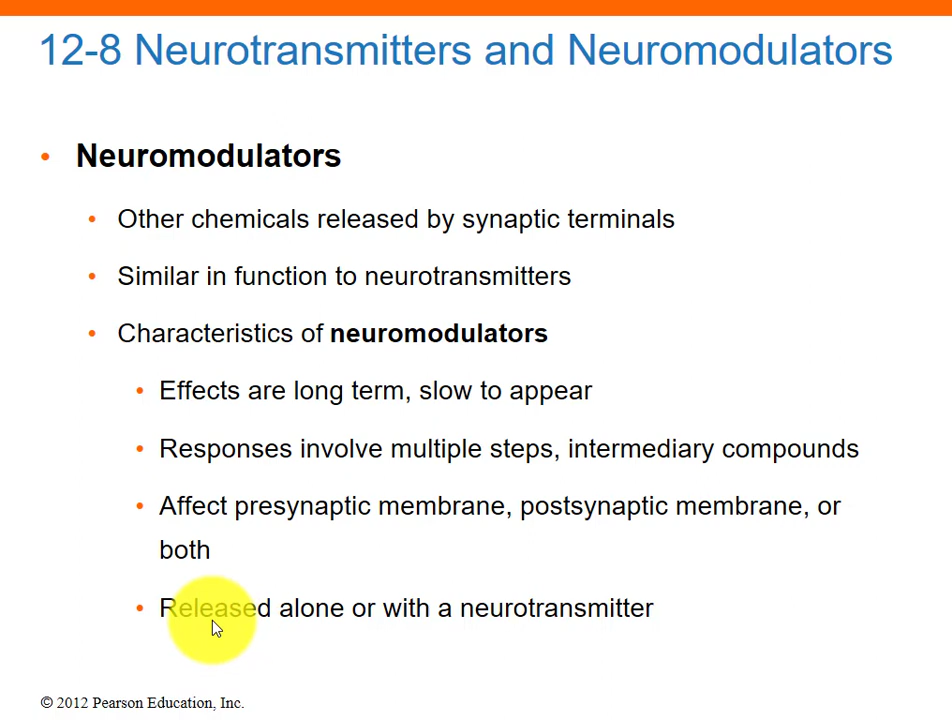 12-8 Neurotransmitters and Neuromodulators
• Neuromodulators
• Other chemicals released by synaptic terminals
• Similar in function to neurotransmitters
• Characteristics of neuromodulators
• Effects are long term, slow to appear
• Responses involve multiple steps, intermediary compounds
• Affect presynaptic membrane, postsynaptic membrane, or
both
• Released alone or with a neurotransmitter
© 2012 Pearson Education, Inc.